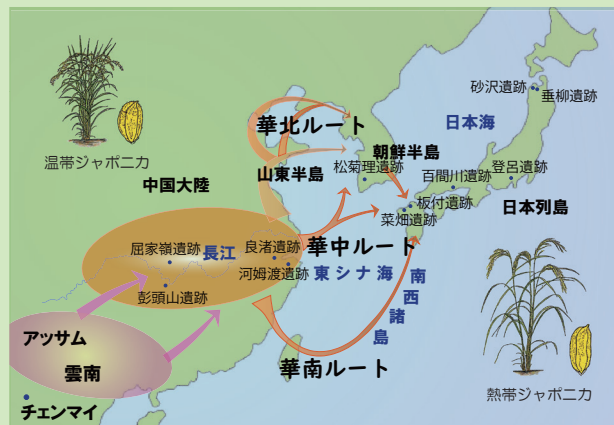 砂沢遺跡
垂柳遺跡
華北ルート
日本海
温帯ジャポニカ
朝鮮半島
山東半島
松菊里遺跡
百間川遺跡
登呂遺跡
中国大陸
板付遺跡
菜畑遺跡
日本列島
屈家嶺遺跡
長江
良渚遺跡
華中ルート
河姆渡遺跡
東シナ海
彭頭山遺跡
南西諸島
アッサム
雲南
華南ルート
熱帯ジャポニカ
チェンマイ